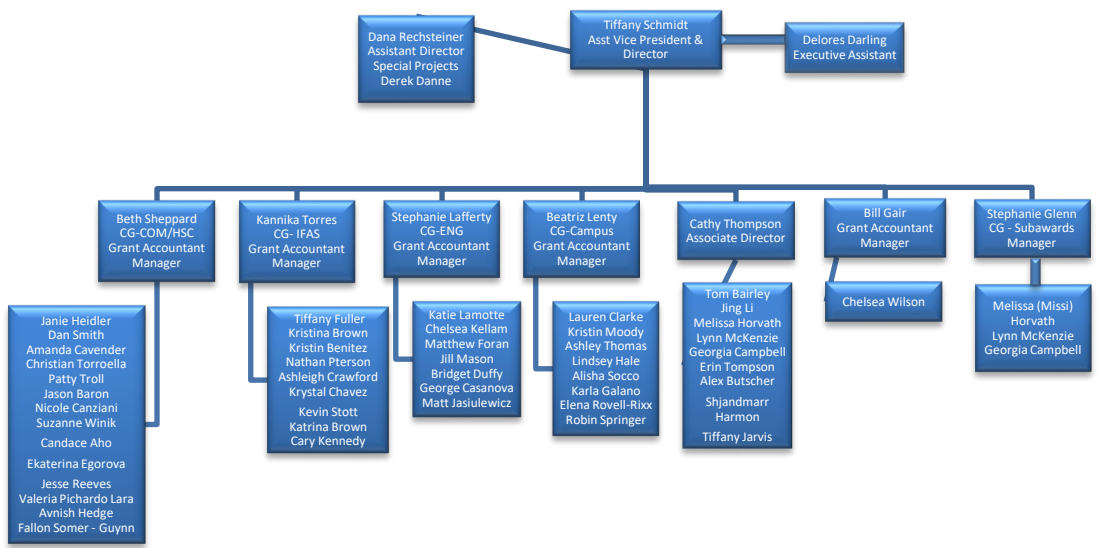 Dana Rechsteiner
Assistant Director
Special Projects
Derek Danne
Tiffany Schmidt
Asst Vice President &
Director
Delores Darling
Executive Assistant
Beth Sheppard
CG-COM/HSC
Grant Accountant
Manager
Kannika Torres
CG- IFAS
Grant Accountant
Manager
Stephanie Lafferty
CG-ENG
Grant Accountant
Manager
Beatriz Lenty
CG-Campus
Grant Accountant
Manager
Cathy Thompson
Associate Director
Bill Gair
Grant Accountant
Manager
Stephanie Glenn
CG - Subawards
Manager
Janie Heidler
Dan Smith
Amanda Cavender
Christian Torroella
Patty Troll
Jason Baron
Nicole Canziani
Suzanne Winik
Candace Aho
Ekaterina Egorova
Jesse Reeves
Valeria Pichardo Lara
Avnish Hedge
Fallon Somer - Guynn
Tiffany Fuller
Kristina Brown
Kristin Benitez
Nathan Pterson
Ashleigh Crawford
Krystal Chavez
Kevin Stott
Katrina Brown
Cary Kennedy
Katie Lamotte
Chelsea Kellam
Matthew Foran
Jill Mason
Bridget Duffy
George Casanova
Matt Jasiulewicz
Lauren Clarke
Kristin Moody
Ashley Thomas
Lindsey Hale
Alisha Socco
Karla Galano
Elena Rovell-Rixx
Robin Springer
Tom Bairley
Jing Li
Melissa Horvath
Lynn McKenzie
Georgia Campbell
Erin Tompson
Alex Butscher
Shjandmarr
Harmon
Tiffany Jarvis
Chelsea Wilson
Melissa (Missi)
Horvath
Lynn McKenzie
Georgia Campbell